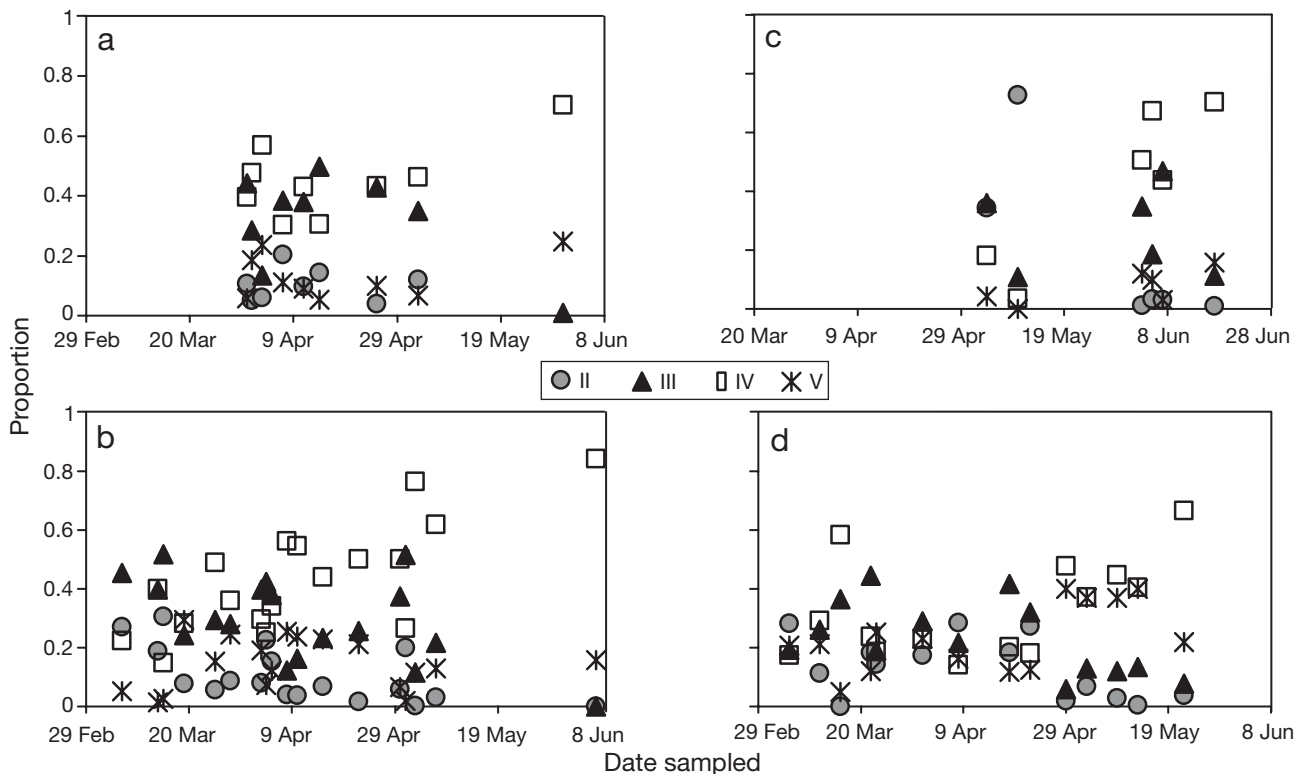 a
1
0.8
0.6
0.4
0.2
0
29 Feb 20 Mar 9 Apr 29 Apr 19 May 8 Jun
c
20 Mar 9 Apr 29 Apr 19 May 8 Jun 28 Jun
II III IV V
Proportion
b
1
0.8
0.6
0.4
0.2
0
29 Feb 20 Mar 9 Apr 29 Apr 19 May 8 Jun
d
29 Feb 20 Mar 9 Apr 29 Apr 19 May 8 Jun
Date sampled